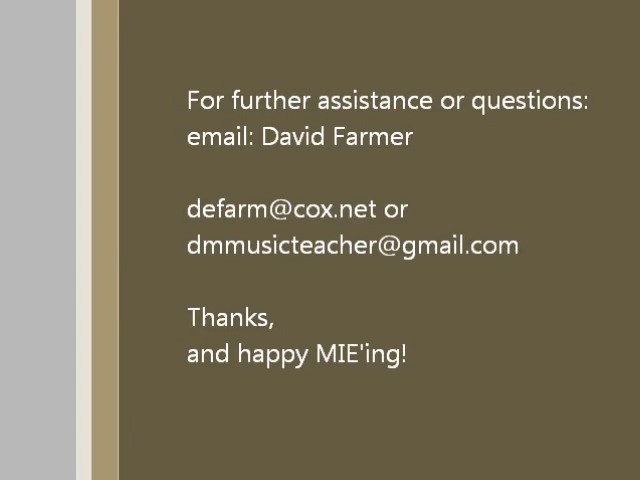 For further assistance or questions:
email: David Farmer
defarm@cox.net or
dmmusicteacher@gmail.com
Thanks,
and happy MIE'ing!